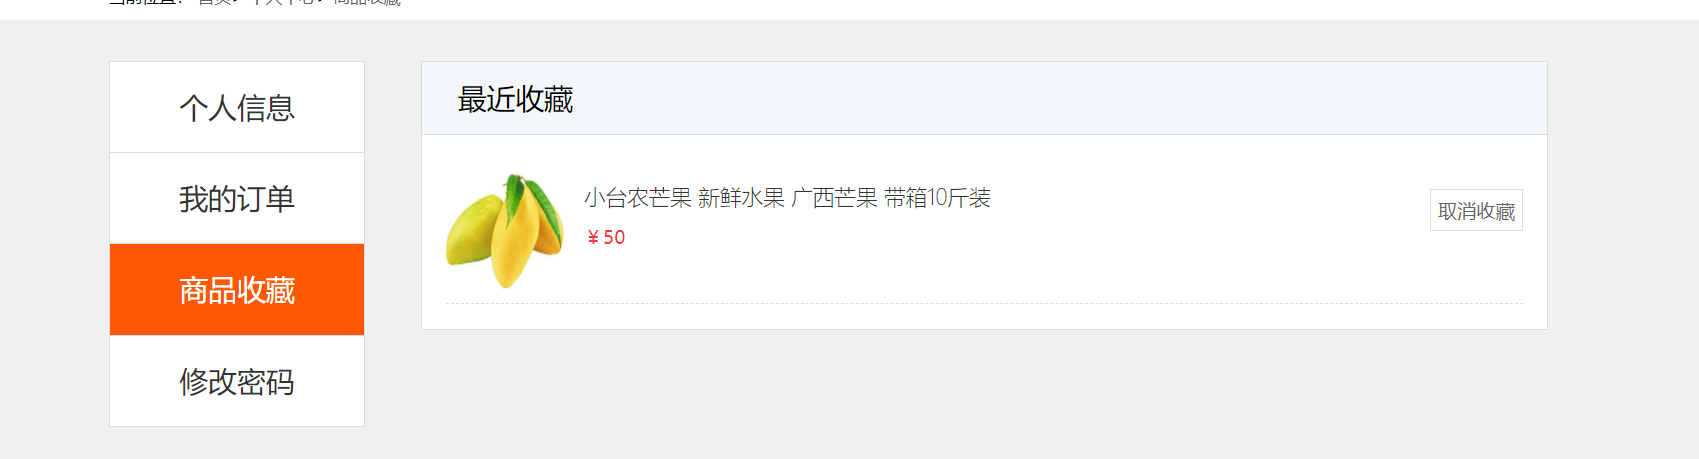 个人信息
我的订单
商品收藏
修改密码
最近收藏
小台农芒果 新鲜水果 广西芒果 带箱10斤装
¥ 50
取消收藏